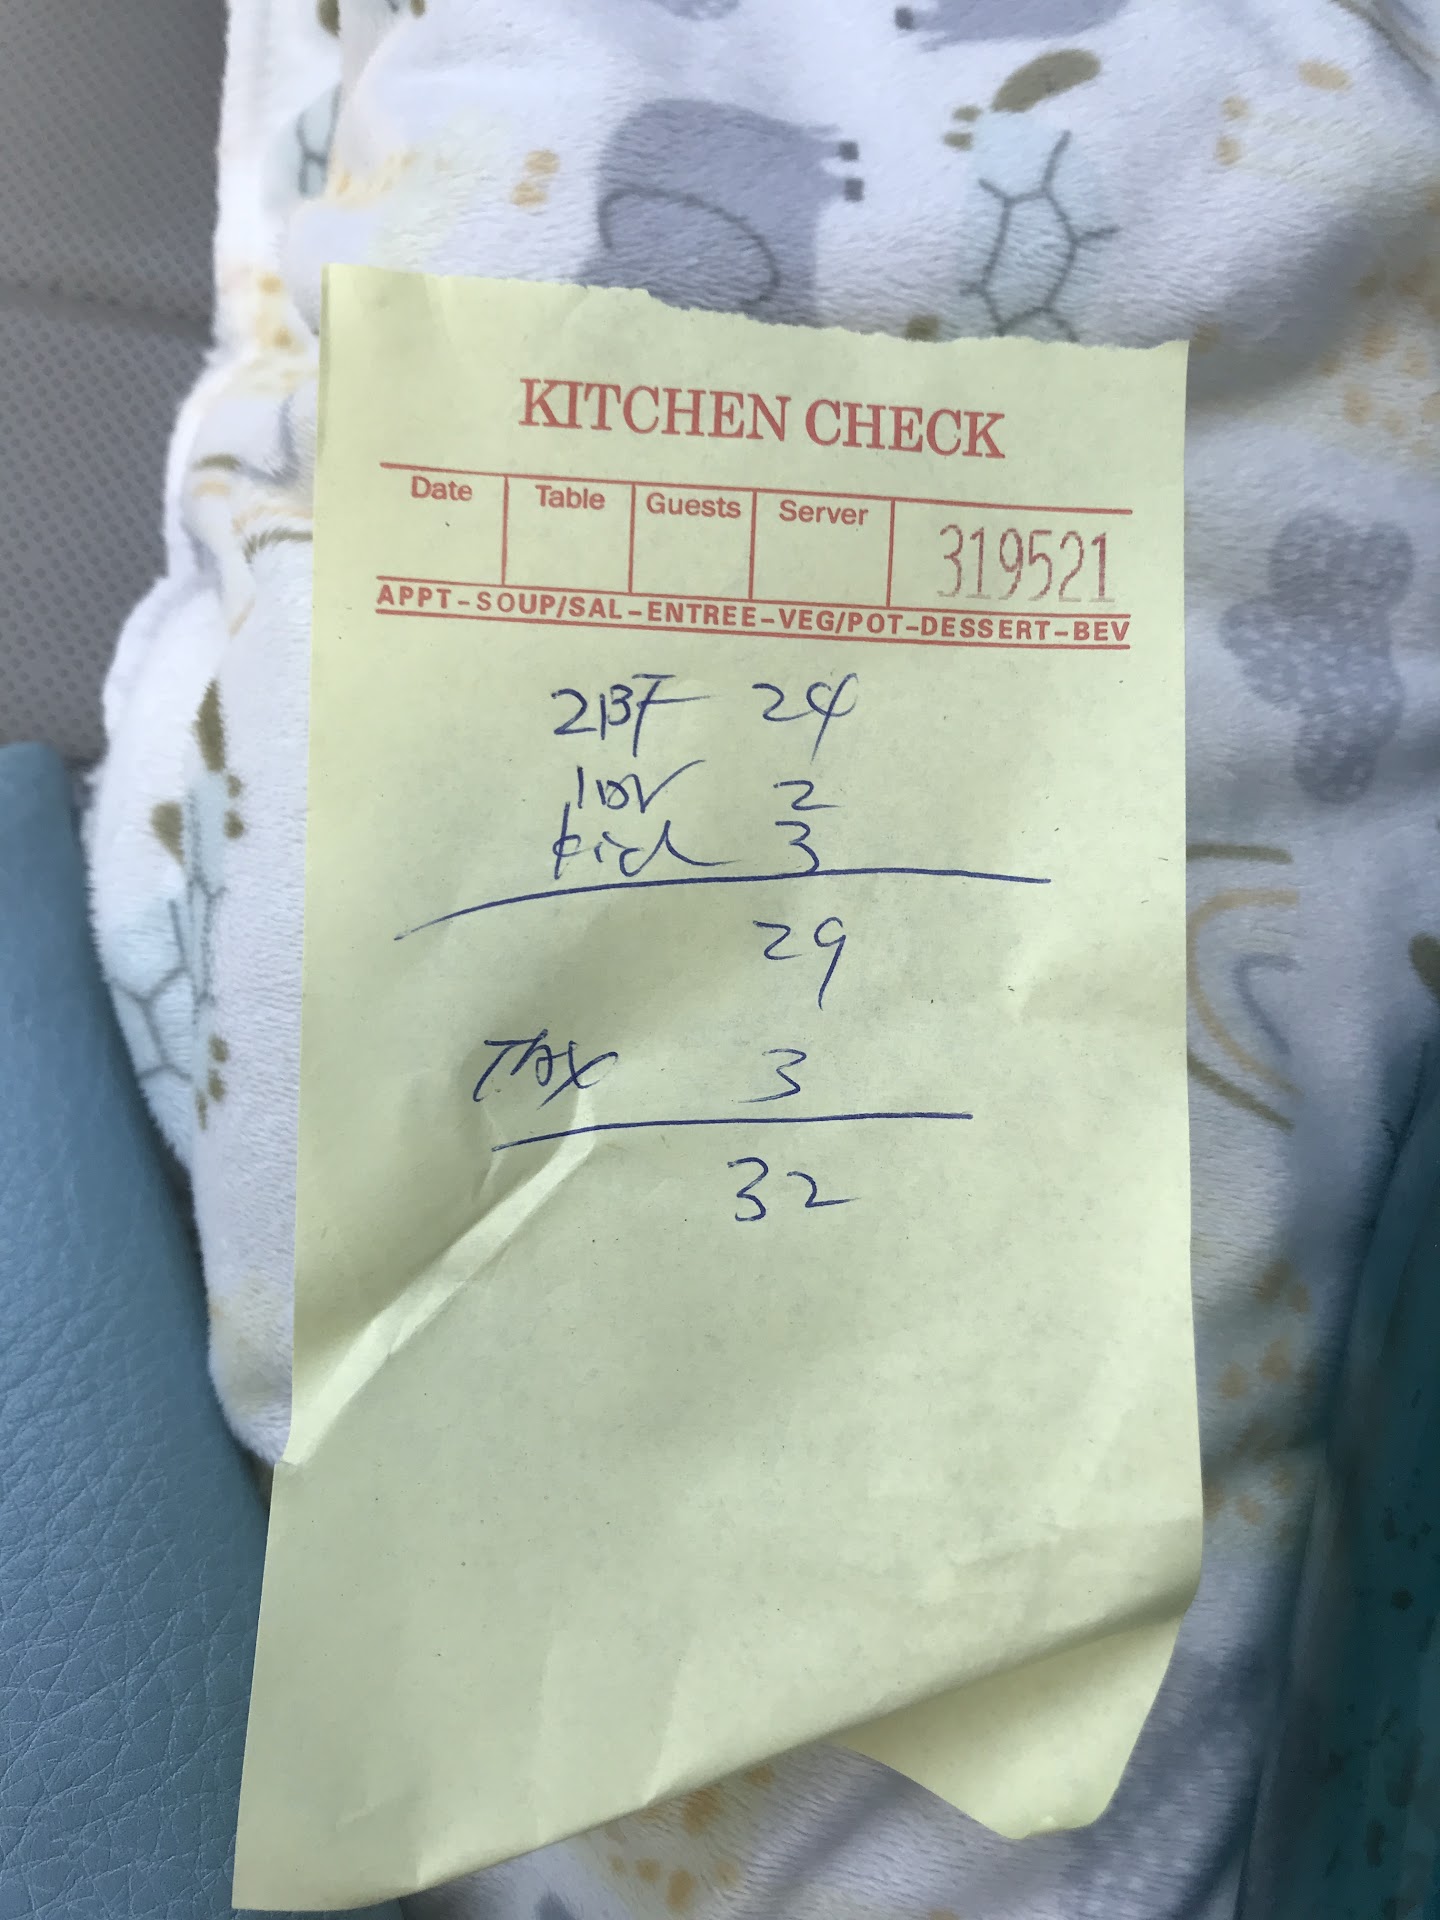 KITCHEN CHECK
Date Table Guests Server 319521
APPT-SOUP/SAL-ENTREE-VEG/POT-DESSERT-BEV
2BF 24
1DV 2
kid 3
29
TAX 3
32